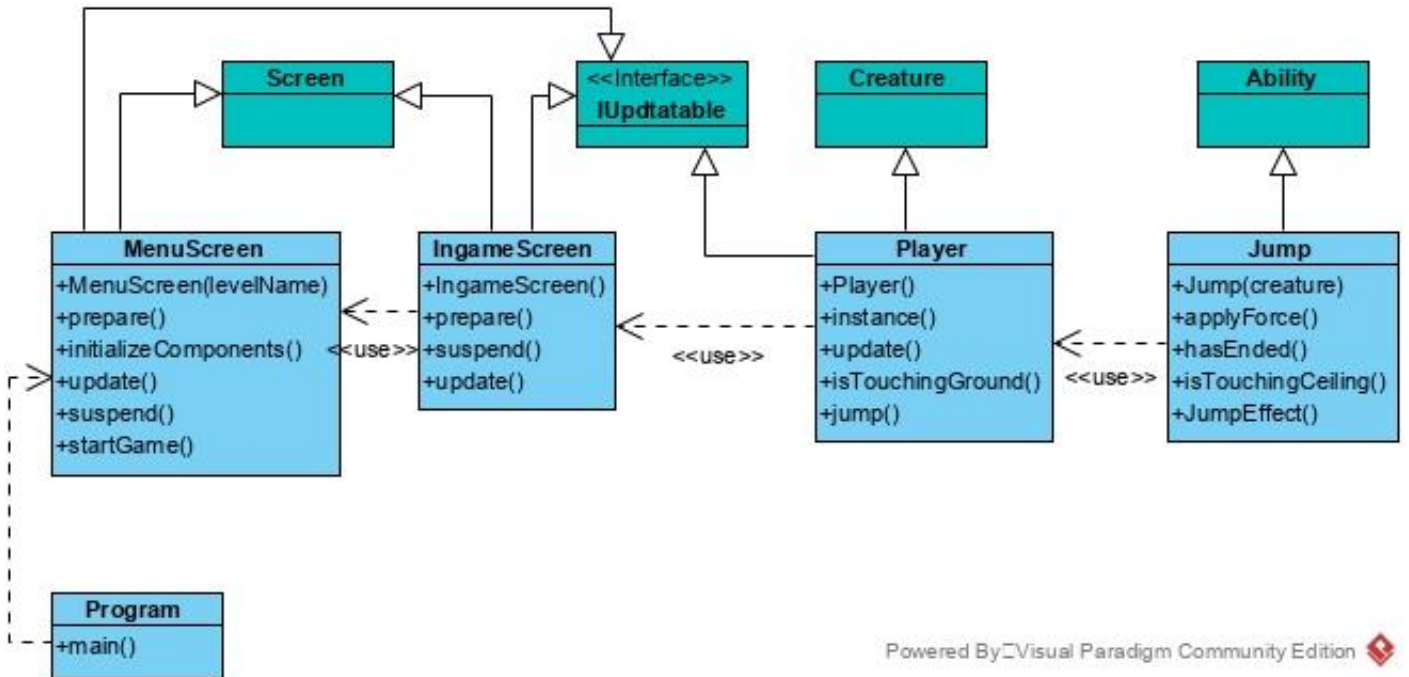 Screen
<<Interface>>
IUpdtatable
Creature
Ability
MenuScreen
+MenuScreen(levelName)
+prepare()
+initializeComponents()
+update()
+suspend()
+startGame()
<<use>>
IngameScreen
+IngameScreen()
+prepare()
+suspend()
+update()
<<use>>
Player
+Player()
+instance()
+update()
+isTouchingGround()
+jump()
<<use>>
Jump
+Jump(creature)
+applyForce()
+hasEnded()
+isTouchingCeiling()
+JumpEffect()
Program
+main()
Powered By□Visual Paradigm Community Edition